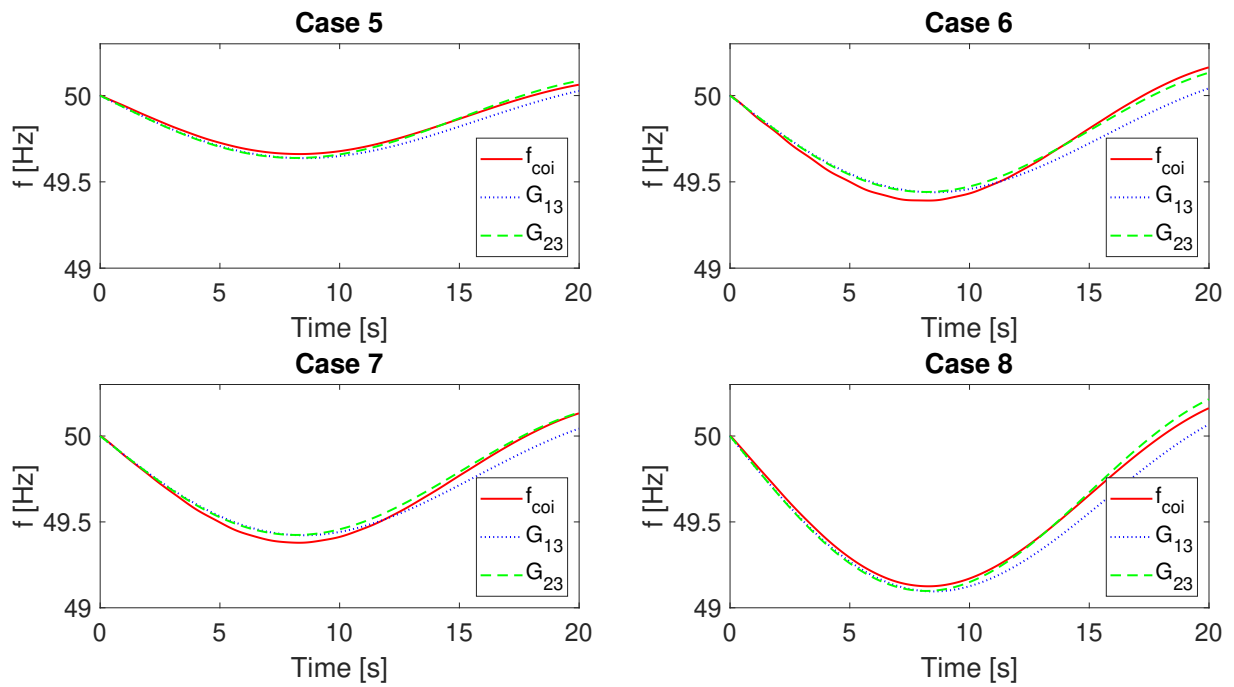 Case 5
50
49.5
49
f [Hz]
0 5 10 15 20
Time [s]
f_coi
G_13
G_23
Case 6
50
49.5
49
f [Hz]
0 5 10 15 20
Time [s]
f_coi
G_13
G_23
Case 7
50
49.5
49
f [Hz]
0 5 10 15 20
Time [s]
f_coi
G_13
G_23
Case 8
50
49.5
49
f [Hz]
0 5 10 15 20
Time [s]
f_coi
G_13
G_23